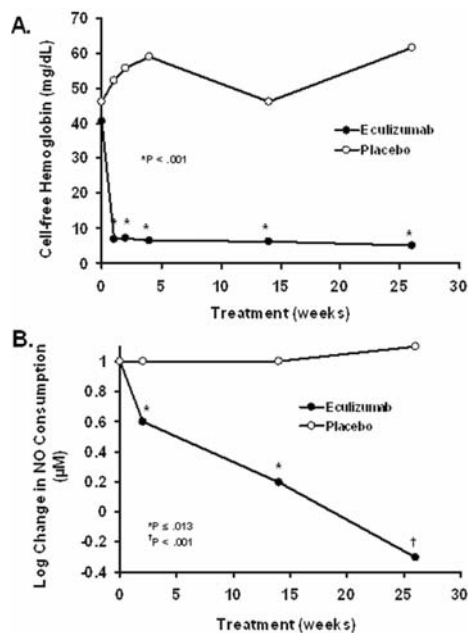 A.
Cell-free Hemoglobin (mg/dL)
70
60
50
40
30
20
10
0
Eculizumab
Placebo
*P < .001
* * * * *
0 5 10 15 20 25 30
Treatment (weeks)
B.
Log Change in NO Consumption
(µM)
1
0.8
0.6
0.4
0.2
0
-0.2
-0.4
*
Eculizumab
Placebo
*
*P ≤ .013
†P < .001
†
0 5 10 15 20 25 30
Treatment (weeks)